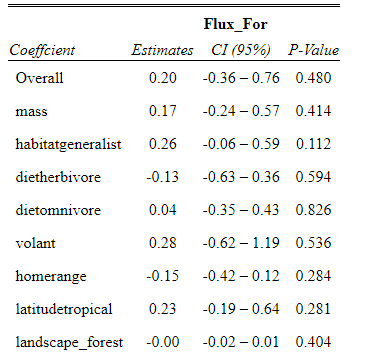 Flux_For
Coeffcient Estimates CI (95%) P-Value
Overall 0.20 -0.36 – 0.76 0.480
mass 0.17 -0.24 – 0.57 0.414
habitatgeneralist 0.26 -0.06 – 0.59 0.112
dietherbivore -0.13 -0.63 – 0.36 0.594
dietomnivore 0.04 -0.35 – 0.43 0.826
volant 0.28 -0.62 – 1.19 0.536
homerange -0.15 -0.42 – 0.12 0.284
latitudetropical 0.23 -0.19 – 0.64 0.281
landscape_forest -0.00 -0.02 – 0.01 0.404